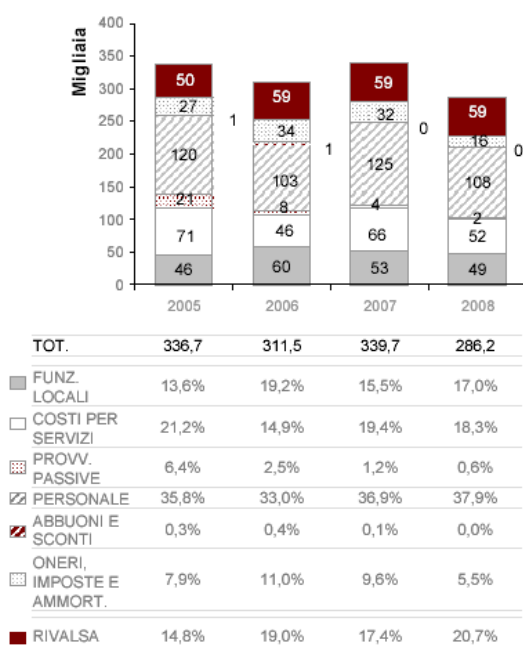 Migliaia
400
350
300
250
200
150
100
50
0
50
27
120
21
71
46
1
59
34
103
8
46
60
1
59
32
125
4
66
53
0
59
16
108
2
52
49
0
2005 2006 2007 2008
TOT. 336,7 311,5 339,7 286,2
FUNZ.
LOCALI 13,6% 19,2% 15,5% 17,0%
COSTI PER
SERVIZI 21,2% 14,9% 19,4% 18,3%
PROVV.
PASSIVE 6,4% 2,5% 1,2% 0,6%
PERSONALE 35,8% 33,0% 36,9% 37,9%
ABBUONI E
SCONTI 0,3% 0,4% 0,1% 0,0%
ONERI,
IMPOSTE E
AMMORT. 7,9% 11,0% 9,6% 5,5%
RIVALSA 14,8% 19,0% 17,4% 20,7%